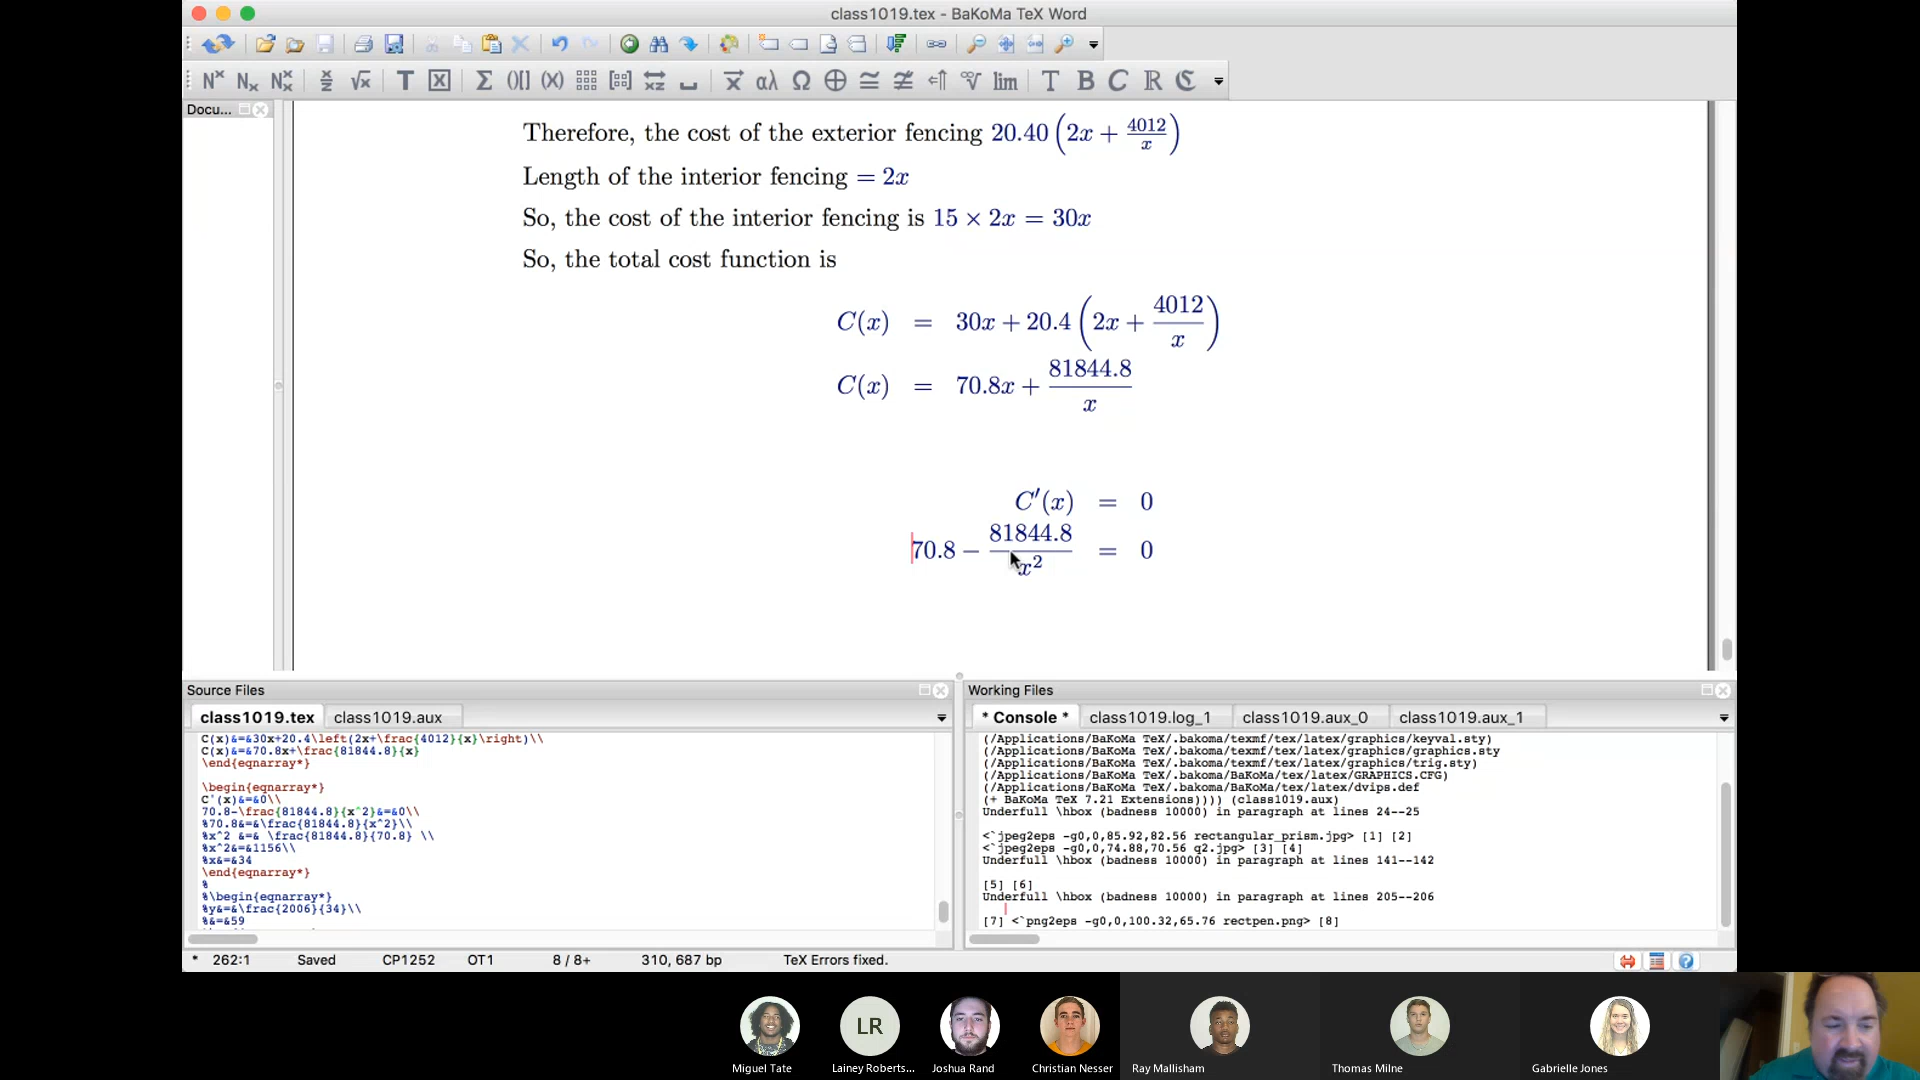 class1019.tex - BaKoMa TeX Word
Docu...
Therefore, the cost of the exterior fencing 20.40 (2x + 4012/x)
Length of the interior fencing = 2x
So, the cost of the interior fencing is 15 × 2x = 30x
So, the total cost function is
C(x) = 30x + 20.4 (2x + 4012/x)
C(x) = 70.8x + 81844.8/x
C′(x) = 0
70.8 − 81844.8/x² = 0
Source Files
class1019.tex class1019.aux
C(x)&=&30x+20.4\left(2x+\frac{4012}{x}\right)\\
C(x)&=&70.8x+\frac{81844.8}{x}
\end{eqnarray*}
\begin{eqnarray*}
C'(x)&=&0\\
70.8-\frac{81844.8}{x^2}&=&0\\
%70.8&=&\frac{81844.8}{x^2}\\
%x^2 &=& \frac{81844.8}{70.8} \\
%x^2&=&1156\\
%x&=&34
\end{eqnarray*}
%
%\begin{eqnarray*}
%y&=&\frac{2006}{34}\\
%&=&59
Working Files
* Console * class1019.log_1 class1019.aux_0 class1019.aux_1
(/Applications/BaKoMa TeX/.bakoma/texmf/tex/latex/graphics/keyval.sty)
(/Applications/BaKoMa TeX/.bakoma/texmf/tex/latex/graphics/graphics.sty
(/Applications/BaKoMa TeX/.bakoma/texmf/tex/latex/graphics/trig.sty)
(/Applications/BaKoMa TeX/.bakoma/BaKoMa/tex/latex/GRAPHICS.CFG)
(/Applications/BaKoMa TeX/.bakoma/texmf/tex/latex/dvips.def
(+ BaKoMa TeX 7.21 Extensions)))) (class1019.aux)
Underfull \hbox (badness 10000) in paragraph at lines 24--25
<`jpeg2eps -g0,0,85.92,82.56 rectangular_prism.jpg> [1] [2]
<`jpeg2eps -g0,0,74.88,70.56 q2.jpg> [3] [4]
Underfull \hbox (badness 10000) in paragraph at lines 141--142
[5] [6]
Underfull \hbox (badness 10000) in paragraph at lines 205--206
[7] <`png2eps -g0,0,100.32,65.76 rectpen.png> [8]
* 262:1 Saved CP1252 OT1 8 / 8+ 310, 687 bp TeX Errors fixed.
LR
Miguel Tate Lainey Roberts... Joshua Rand Christian Nesser Ray Mallisham Thomas Milne Gabrielle Jones